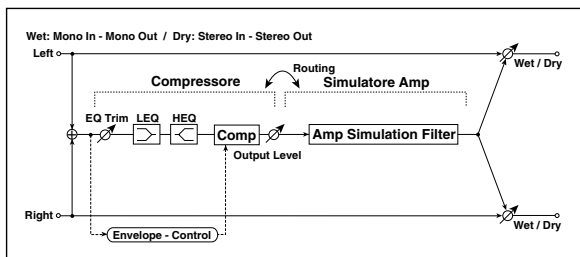 Wet: Mono In - Mono Out / Dry: Stereo In - Stereo Out
Left
Wet / Dry
Routing
Compressore
Simulatore Amp
EQ Trim
LEQ
HEQ
Comp
Output Level
Amp Simulation Filter
Right
Wet / Dry
Envelope - Control